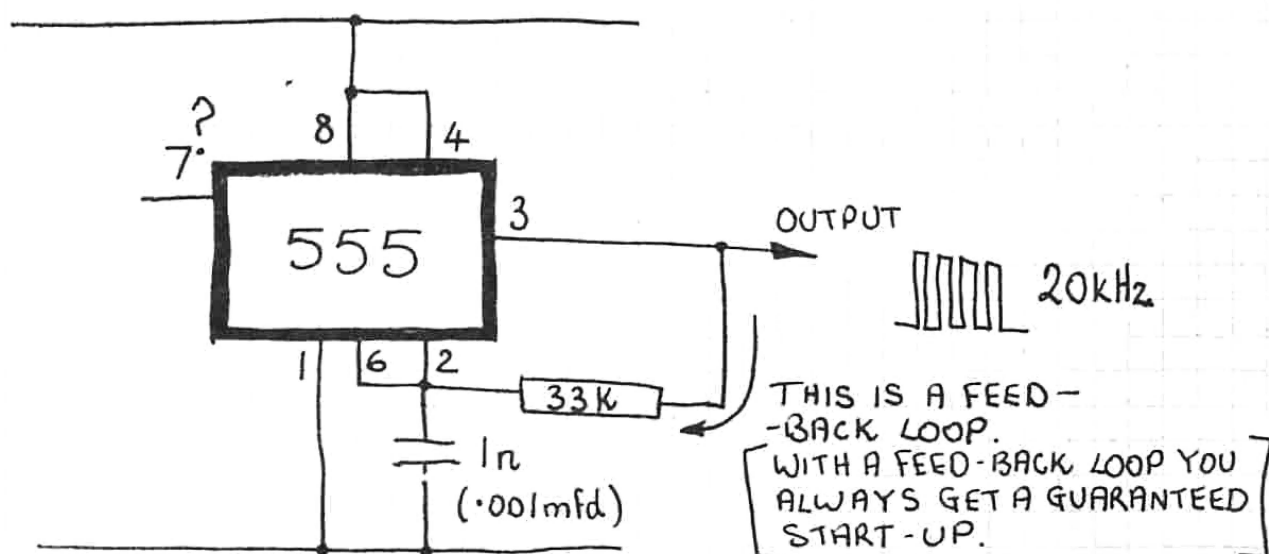 ?
7
8
4
555
3
OUTPUT
20kHz.
1
6
2
33K
1n
(.001mfd)
THIS IS A FEED-
-BACK LOOP.
WITH A FEED-BACK LOOP YOU
ALWAYS GET A GUARANTEED
START-UP.